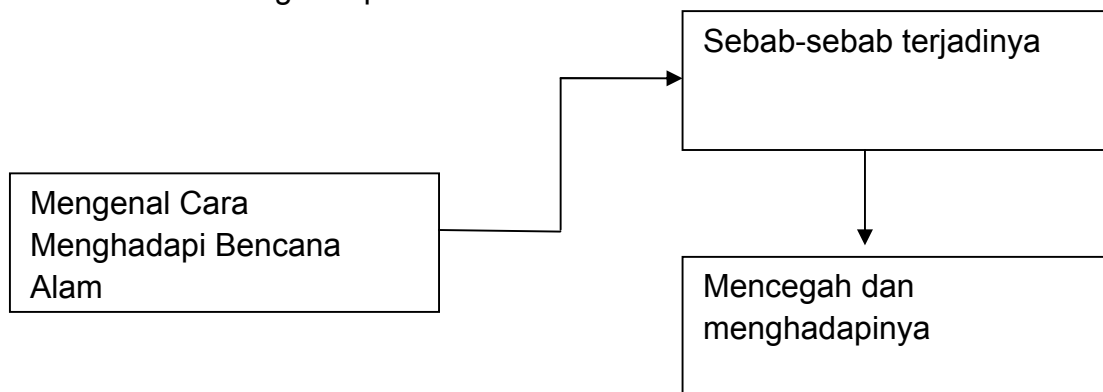 Sebab-sebab terjadinya
Mengenal Cara
Menghadapi Bencana
Alam
Mencegah dan
menghadapinya